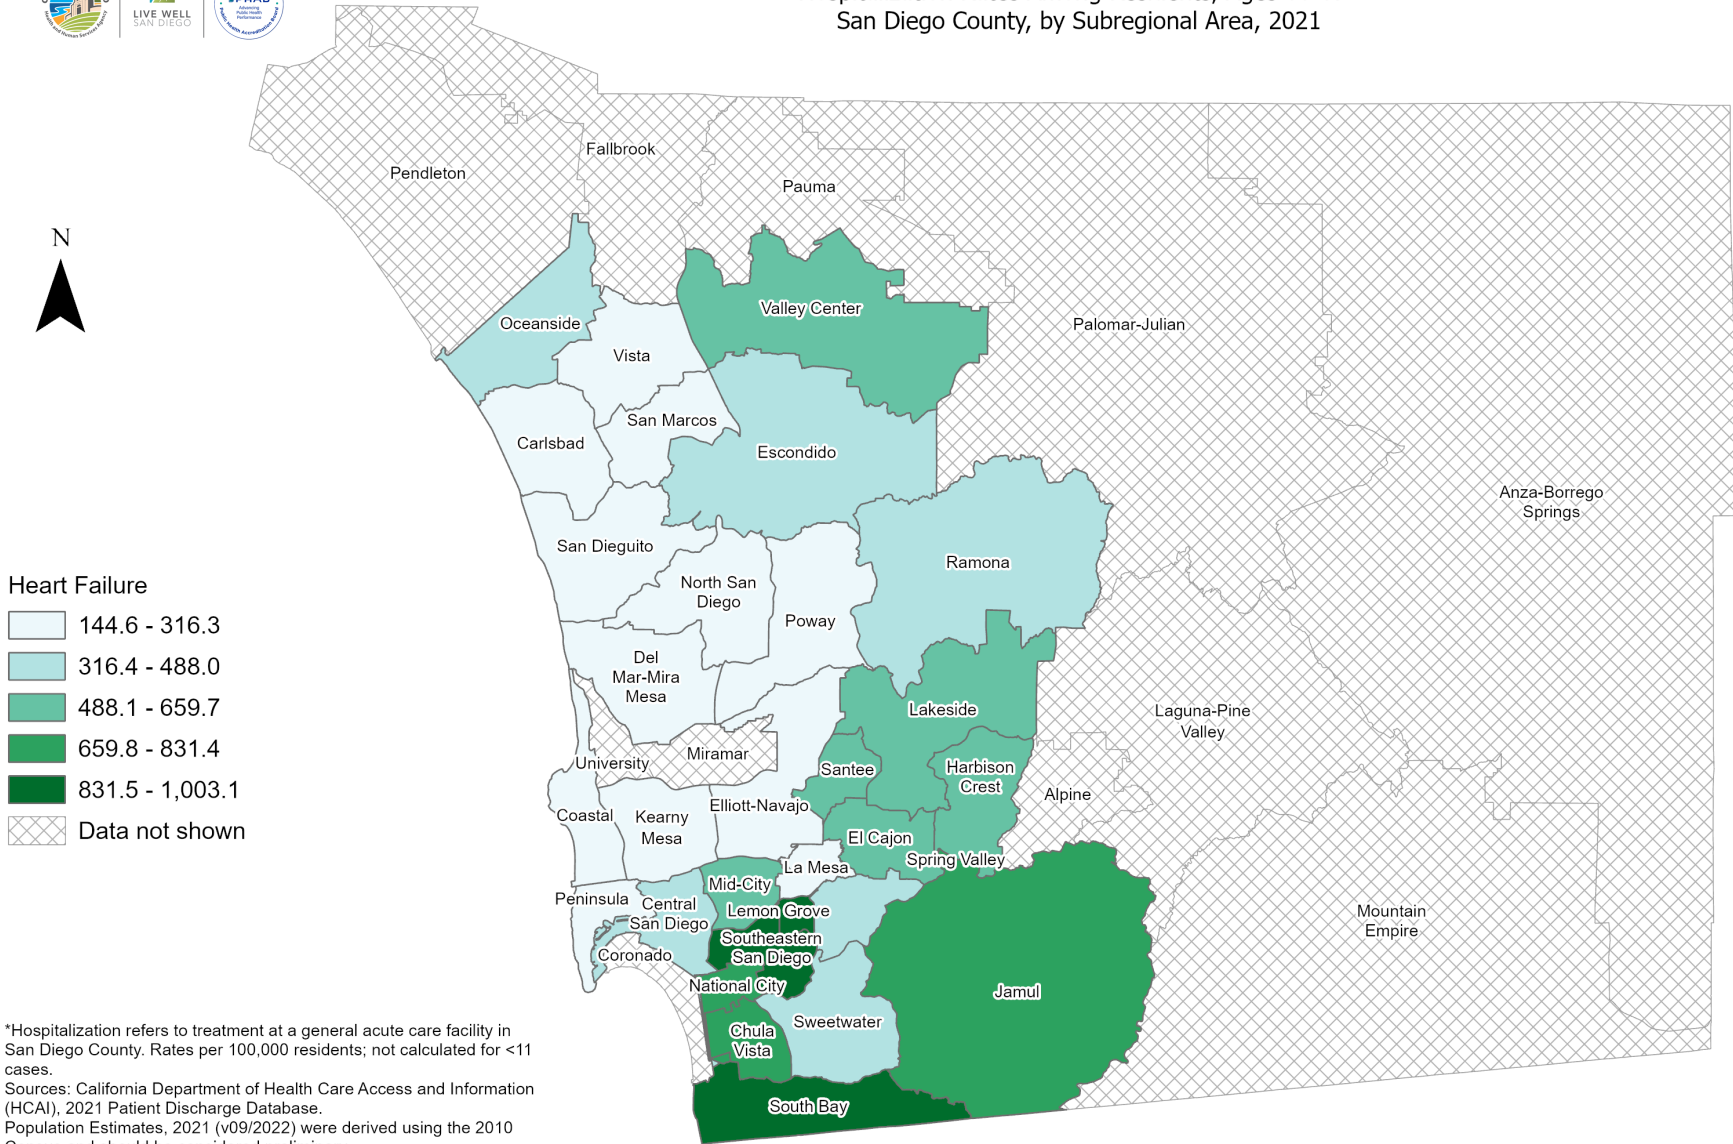 LIVE WELL
SAN DIEGO
PHAB
Advancing
Public Health
Performance
San Diego County, by Subregional Area, 2021
N
Pendleton
Fallbrook
Pauma
Oceanside
Valley Center
Vista
Palomar-Julian
San Marcos
Carlsbad
Escondido
Anza-Borrego
Springs
San Dieguito
North San
Diego
Ramona
Poway
Del
Mar-Mira
Mesa
Lakeside
Laguna-Pine
Valley
Miramar
University
Santee
Harbison
Crest
Alpine
Elliott-Navajo
Coastal
Kearny
Mesa
El Cajon
Spring Valley
La Mesa
Mid-City
Peninsula
Central
San Diego
Lemon Grove
Mountain
Empire
Southeastern
San Diego
Coronado
National City
Jamul
Sweetwater
Chula
Vista
South Bay
Heart Failure
144.6 - 316.3
316.4 - 488.0
488.1 - 659.7
659.8 - 831.4
831.5 - 1,003.1
Data not shown
*Hospitalization refers to treatment at a general acute care facility in
San Diego County. Rates per 100,000 residents; not calculated for <11
cases.
Sources: California Department of Health Care Access and Information
(HCAI), 2021 Patient Discharge Database.
Population Estimates, 2021 (v09/2022) were derived using the 2010